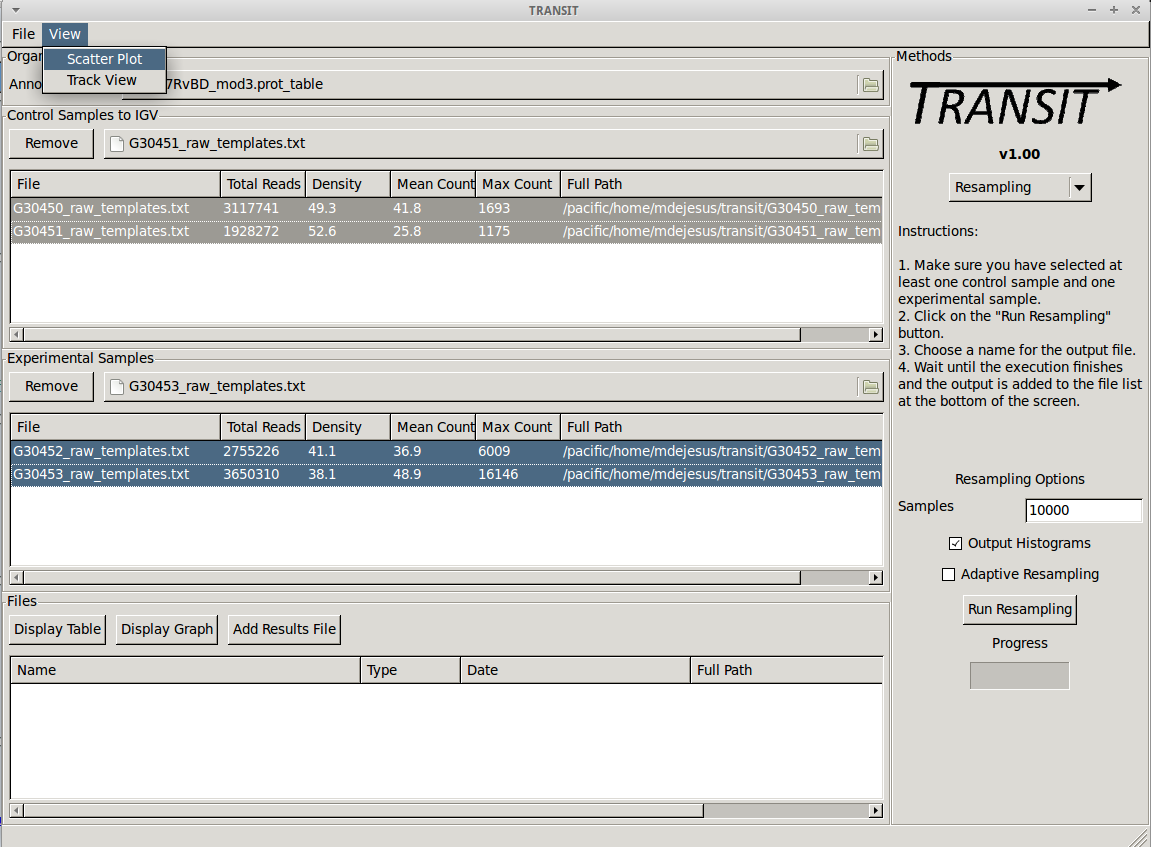 TRANSIT
File View
Scatter Plot
Track View
7RvBD_mod3.prot_table
Control Samples to IGV
Remove G30451_raw_templates.txt
File Total Reads Density Mean Count Max Count Full Path
G30450_raw_templates.txt 3117741 49.3 41.8 1693 /pacific/home/mdejesus/transit/G30450_raw_tem
G30451_raw_templates.txt 1928272 52.6 25.8 1175 /pacific/home/mdejesus/transit/G30451_raw_tem
Experimental Samples
Remove G30453_raw_templates.txt
File Total Reads Density Mean Count Max Count Full Path
G30452_raw_templates.txt 2755226 41.1 36.9 6009 /pacific/home/mdejesus/transit/G30452_raw_tem
G30453_raw_templates.txt 3650310 38.1 48.9 16146 /pacific/home/mdejesus/transit/G30453_raw_tem
Files
Display Table Display Graph Add Results File
Name Type Date Full Path
Methods
TRANSIT
v1.00
Resampling
Instructions:
1. Make sure you have selected at
least one control sample and one
experimental sample.
2. Click on the "Run Resampling"
button.
3. Choose a name for the output file.
4. Wait until the execution finishes
and the output is added to the file list
at the bottom of the screen.
Resampling Options
Samples 10000
Output Histograms
Adaptive Resampling
Run Resampling
Progress